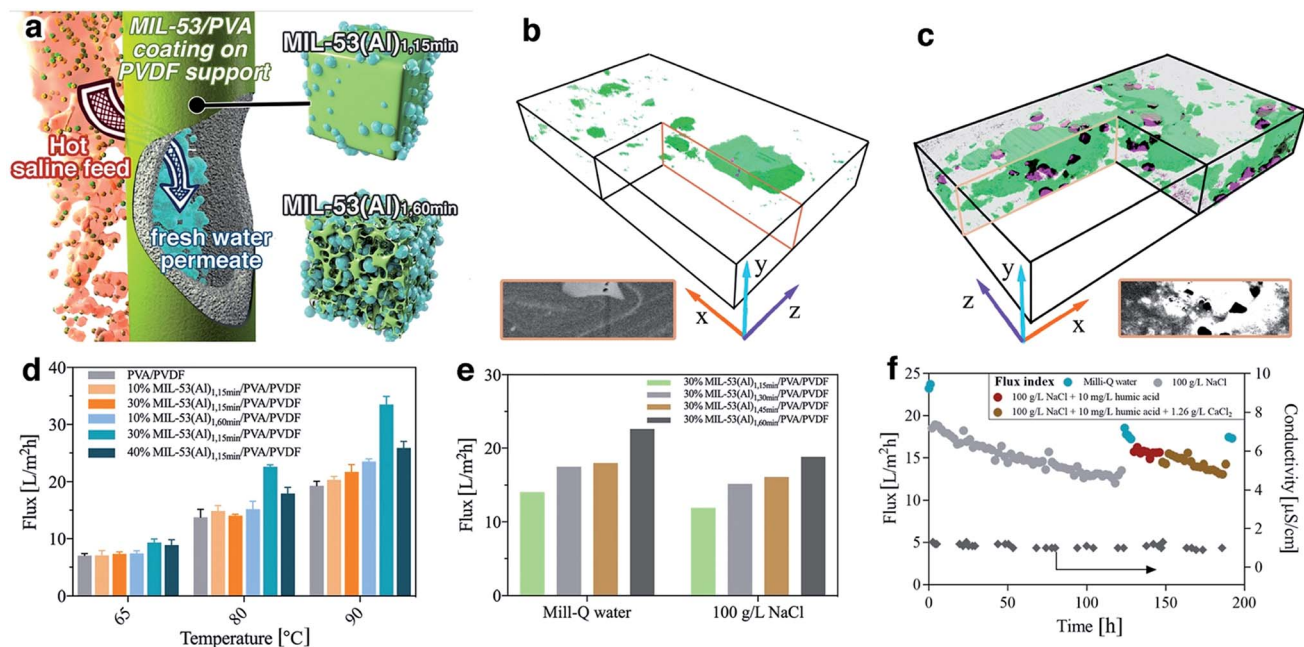 a
MIL-53/PVA
coating on
PVDF support
MIL-53(Al)1,15min
Hot
saline feed
MIL-53(Al)1,60min
fresh water
permeate
b
y
x
z
c
y
z
x
d
PVA/PVDF
10% MIL-53(Al)1,15min/PVA/PVDF
30% MIL-53(Al)1,15min/PVA/PVDF
10% MIL-53(Al)1,60min/PVA/PVDF
30% MIL-53(Al)1,15min/PVA/PVDF
40% MIL-53(Al)1,15min/PVA/PVDF
Flux [L/m²h]
40
30
20
10
0
65
80
90
Temperature [°C]
e
30% MIL-53(Al)1,15min/PVA/PVDF
30% MIL-53(Al)1,30min/PVA/PVDF
30% MIL-53(Al)1,45min/PVA/PVDF
30% MIL-53(Al)1,60min/PVA/PVDF
Flux [L/m²h]
30
20
10
0
Mill-Q water
100 g/L NaCl
f
Flux index
Milli-Q water
100 g/L NaCl
100 g/L NaCl + 10 mg/L humic acid
100 g/L NaCl + 10 mg/L humic acid + 1.26 g/L CaCl2
Flux [L/m²h]
25
20
15
10
5
0
10
8
6
4
2
0
Conductivity [µS/cm]
0
50
100
150
200
Time [h]